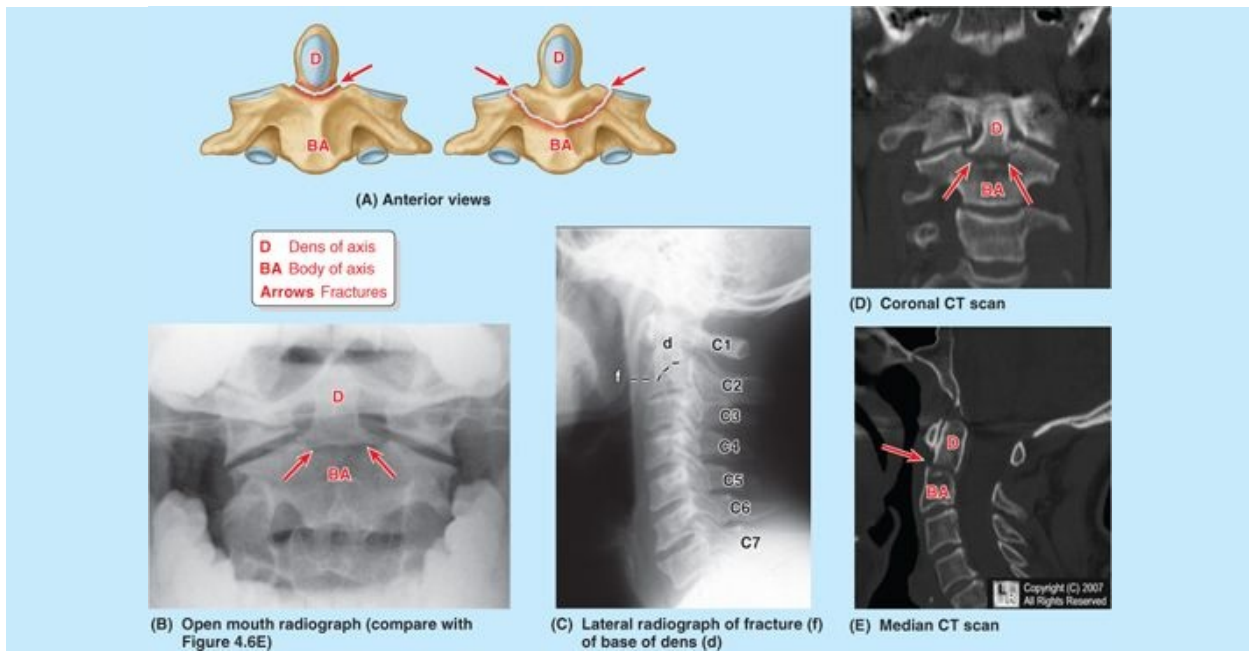 D
D
BA
BA
(A) Anterior views
D Dens of axis
BA Body of axis
Arrows Fractures
D
BA
(B) Open mouth radiograph (compare with
Figure 4.6E)
d
f
C1
C2
C3
C4
C5
C6
C7
(C) Lateral radiograph of fracture (f)
of base of dens (d)
D
BA
(D) Coronal CT scan
D
BA
Copyright (C) 2007
All Rights Reserved
(E) Median CT scan